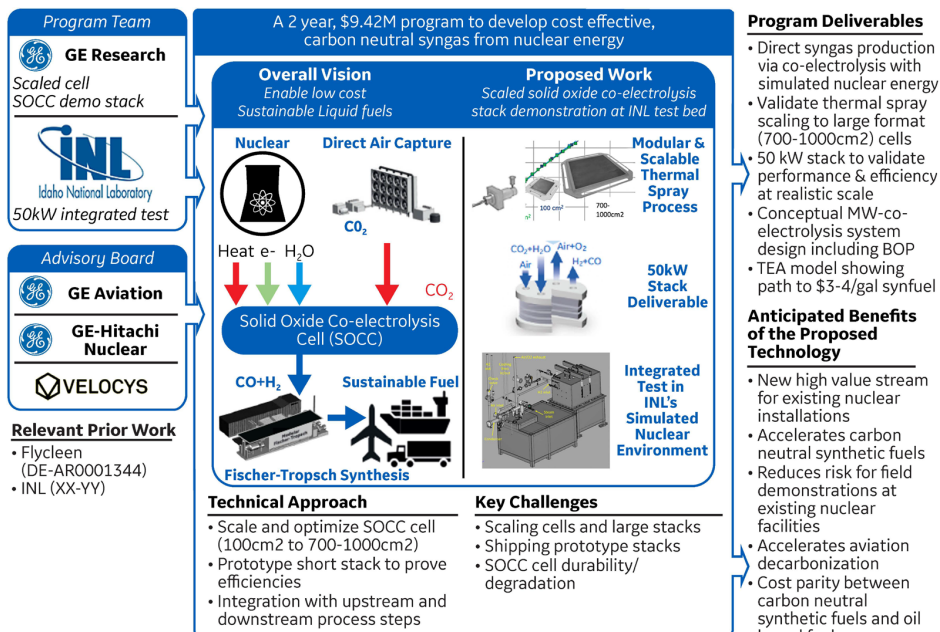 Program Team
GE Research
Scaled cell
SOCC demo stack
INL
Idaho National Laboratory
50kW integrated test
Advisory Board
GE Aviation
GE-Hitachi
Nuclear
VELOCYS
Relevant Prior Work
• Flycleen
(DE-AR0001344)
• INL (XX-YY)
A 2 year, $9.42M program to develop cost effective,
carbon neutral syngas from nuclear energy
Overall Vision
Enable low cost
Sustainable Liquid fuels
Nuclear
Direct Air Capture
C0₂
Heat e- H₂O
CO₂
Solid Oxide Co-electrolysis
Cell (SOCC)
CO+H₂
Sustainable Fuel
Modular
Fischer-Tropsch
Fischer-Tropsch Synthesis
Proposed Work
Scaled solid oxide co-electrolysis
stack demonstration at INL test bed
Modular &
Scalable
Thermal
Spray
Process
100 cm²
700-
1000cm2
CO₂+H₂O
Air+O₂
Air
H₂+CO
50kW
Stack
Deliverable
Integrated
Test in
INL's
Simulated
Nuclear
Environment
Technical Approach
• Scale and optimize SOCC cell
(100cm2 to 700-1000cm2)
• Prototype short stack to prove
efficiencies
• Integration with upstream and
downstream process steps
Key Challenges
• Scaling cells and large stacks
• Shipping prototype stacks
• SOCC cell durability/
degradation
Program Deliverables
• Direct syngas production
via co-electrolysis with
simulated nuclear energy
• Validate thermal spray
scaling to large format
(700-1000cm2) cells
• 50 kW stack to validate
performance & efficiency
at realistic scale
• Conceptual MW-co-
electrolysis system
design including BOP
• TEA model showing
path to $3-4/gal synfuel
Anticipated Benefits
of the Proposed
Technology
• New high value stream
for existing nuclear
installations
• Accelerates carbon
neutral synthetic fuels
• Reduces risk for field
demonstrations at
existing nuclear
facilities
• Accelerates aviation
decarbonization
• Cost parity between
carbon neutral
synthetic fuels and oil